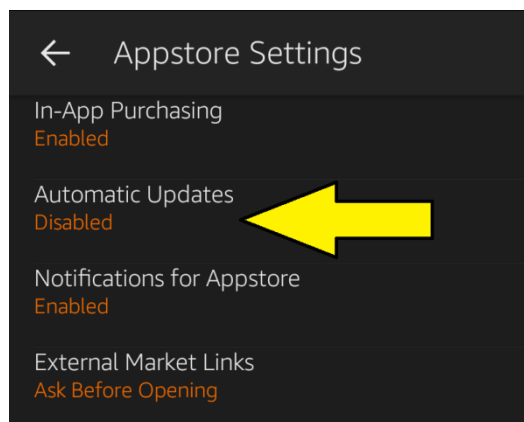 Appstore Settings
In-App Purchasing
Enabled
Automatic Updates
Disabled
Notifications for Appstore
Enabled
External Market Links
Ask Before Opening